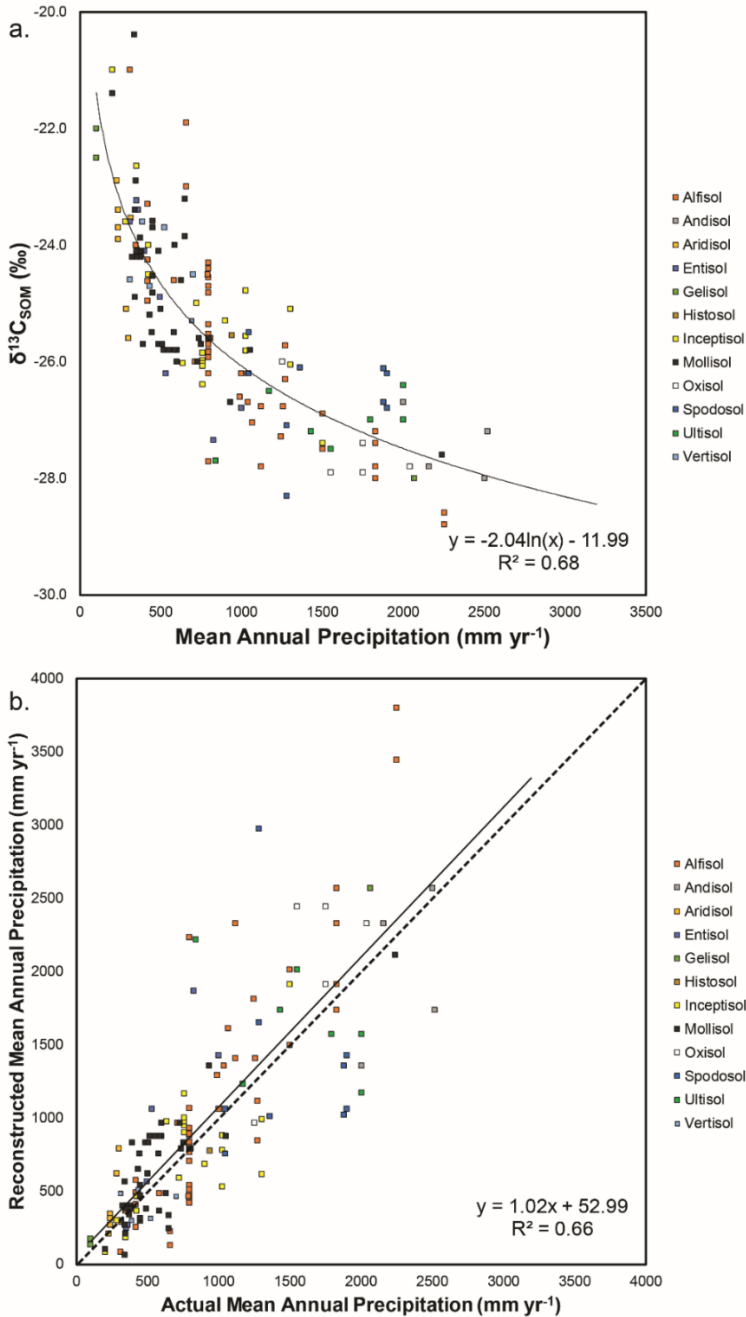 a.
-20.0
-22.0
-24.0
-26.0
-28.0
-30.0
δ13CSOM (‰)
0 500 1000 1500 2000 2500 3000 3500
Mean Annual Precipitation (mm yr-1)
y = -2.04ln(x) - 11.99
R² = 0.68
Alfisol
Andisol
Aridisol
Entisol
Gelisol
Histosol
Inceptisol
Mollisol
Oxisol
Spodosol
Ultisol
Vertisol
b.
4000
3500
3000
2500
2000
1500
1000
500
0
Reconstructed Mean Annual Precipitation (mm yr-1)
0 500 1000 1500 2000 2500 3000 3500 4000
Actual Mean Annual Precipitation (mm yr-1)
y = 1.02x + 52.99
R² = 0.66
Alfisol
Andisol
Aridisol
Entisol
Gelisol
Histosol
Inceptisol
Mollisol
Oxisol
Spodosol
Ultisol
Vertisol